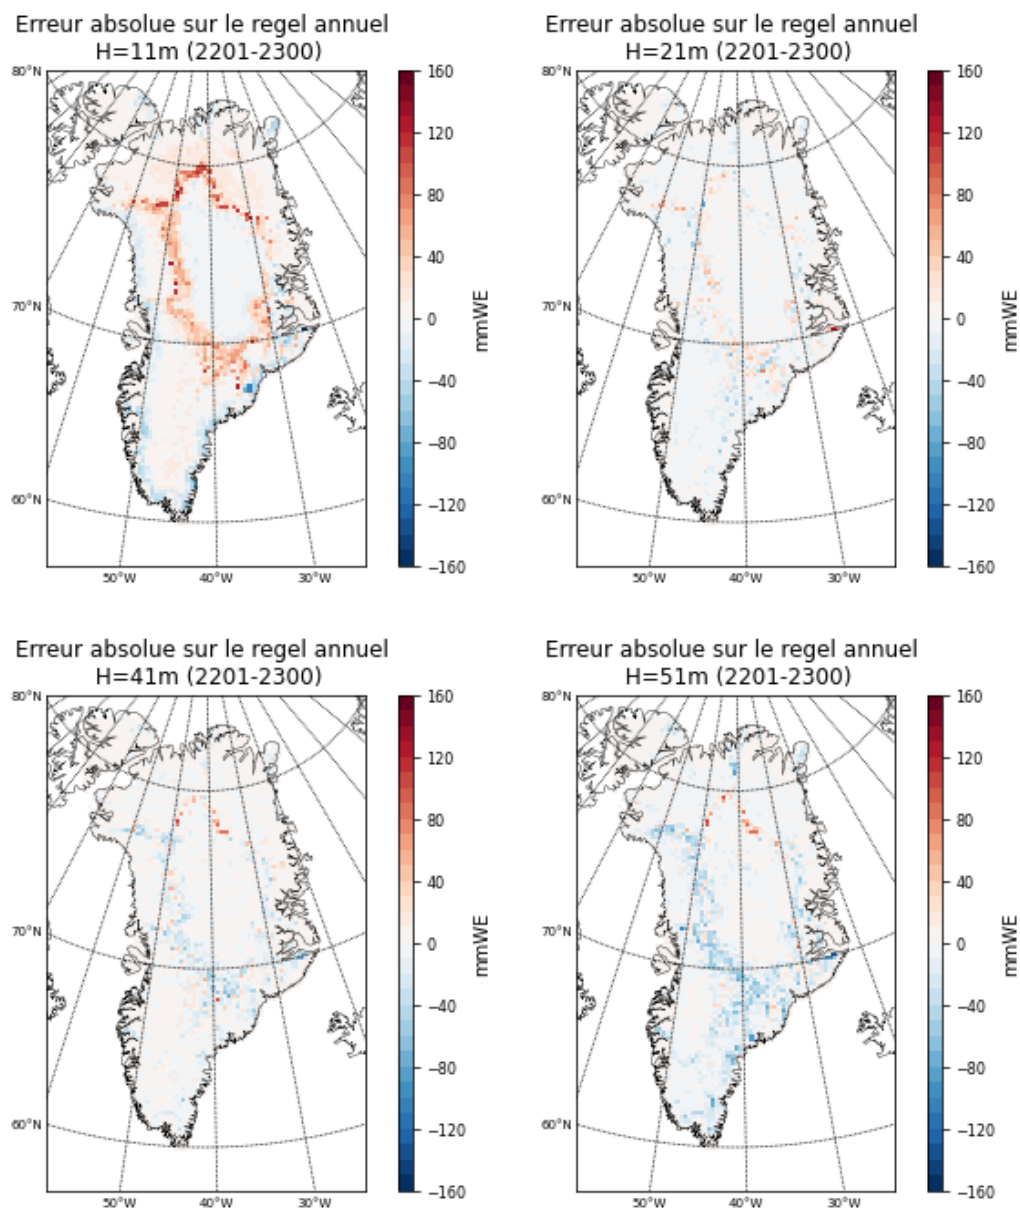 Erreur absolue sur le regel annuel
H=11m (2201-2300)
80°N
70°N
60°N
50°W
40°W
30°W
160
120
80
40
0
−40
−80
−120
−160
mmWE
Erreur absolue sur le regel annuel
H=21m (2201-2300)
80°N
70°N
60°N
50°W
40°W
30°W
160
120
80
40
0
−40
−80
−120
−160
mmWE
Erreur absolue sur le regel annuel
H=41m (2201-2300)
80°N
70°N
60°N
50°W
40°W
30°W
160
120
80
40
0
−40
−80
−120
−160
mmWE
Erreur absolue sur le regel annuel
H=51m (2201-2300)
80°N
70°N
60°N
50°W
40°W
30°W
160
120
80
40
0
−40
−80
−120
−160
mmWE